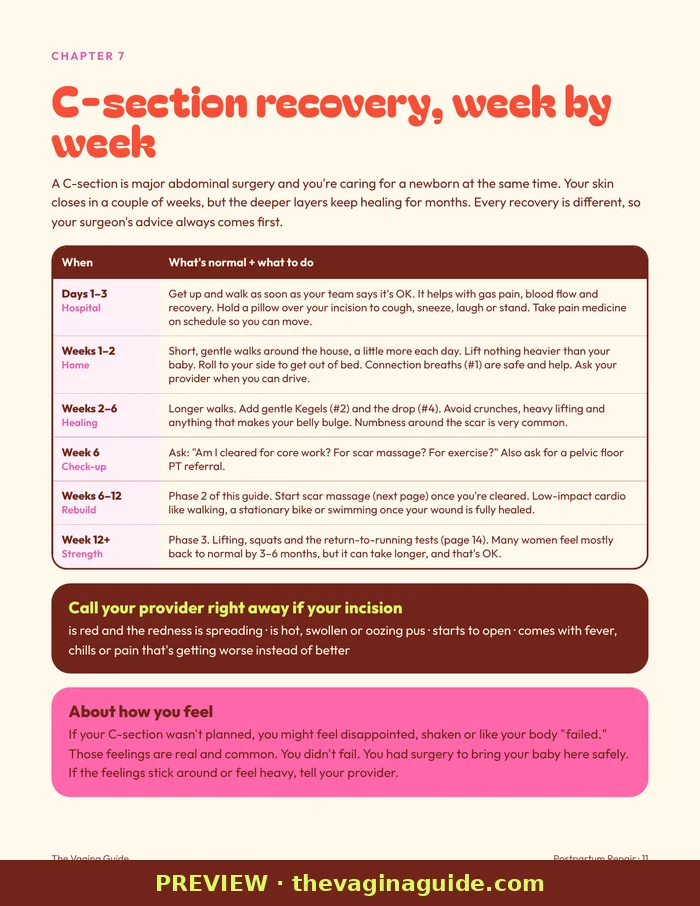 CHAPTER 7
C-section recovery, week by
week
A C-section is major abdominal surgery and you're caring for a newborn at the same time. Your skin
closes in a couple of weeks, but the deeper layers keep healing for months. Every recovery is different, so
your surgeon's advice always comes first.
When
What's normal + what to do
Days 1–3
Hospital
Get up and walk as soon as your team says it's OK. It helps with gas pain, blood flow and
recovery. Hold a pillow over your incision to cough, sneeze, laugh or stand. Take pain medicine
on schedule so you can move.
Weeks 1–2
Home
Short, gentle walks around the house, a little more each day. Lift nothing heavier than your
baby. Roll to your side to get out of bed. Connection breaths (#1) are safe and help. Ask your
provider when you can drive.
Weeks 2–6
Healing
Longer walks. Add gentle Kegels (#2) and the drop (#4). Avoid crunches, heavy lifting and
anything that makes your belly bulge. Numbness around the scar is very common.
Week 6
Check-up
Ask: "Am I cleared for core work? For scar massage? For exercise?" Also ask for a pelvic floor
PT referral.
Weeks 6–12
Rebuild
Phase 2 of this guide. Start scar massage (next page) once you're cleared. Low-impact cardio
like walking, a stationary bike or swimming once your wound is fully healed.
Week 12+
Strength
Phase 3. Lifting, squats and the return-to-running tests (page 14). Many women feel mostly
back to normal by 3–6 months, but it can take longer, and that's OK.
Call your provider right away if your incision
is red and the redness is spreading · is hot, swollen or oozing pus · starts to open · comes with fever,
chills or pain that's getting worse instead of better
About how you feel
If your C-section wasn't planned, you might feel disappointed, shaken or like your body "failed."
Those feelings are real and common. You didn't fail. You had surgery to bring your baby here safely.
If the feelings stick around or feel heavy, tell your provider.
The Vagina Guide
Postpartum Repair · 11
PREVIEW · thevaginaguide.com